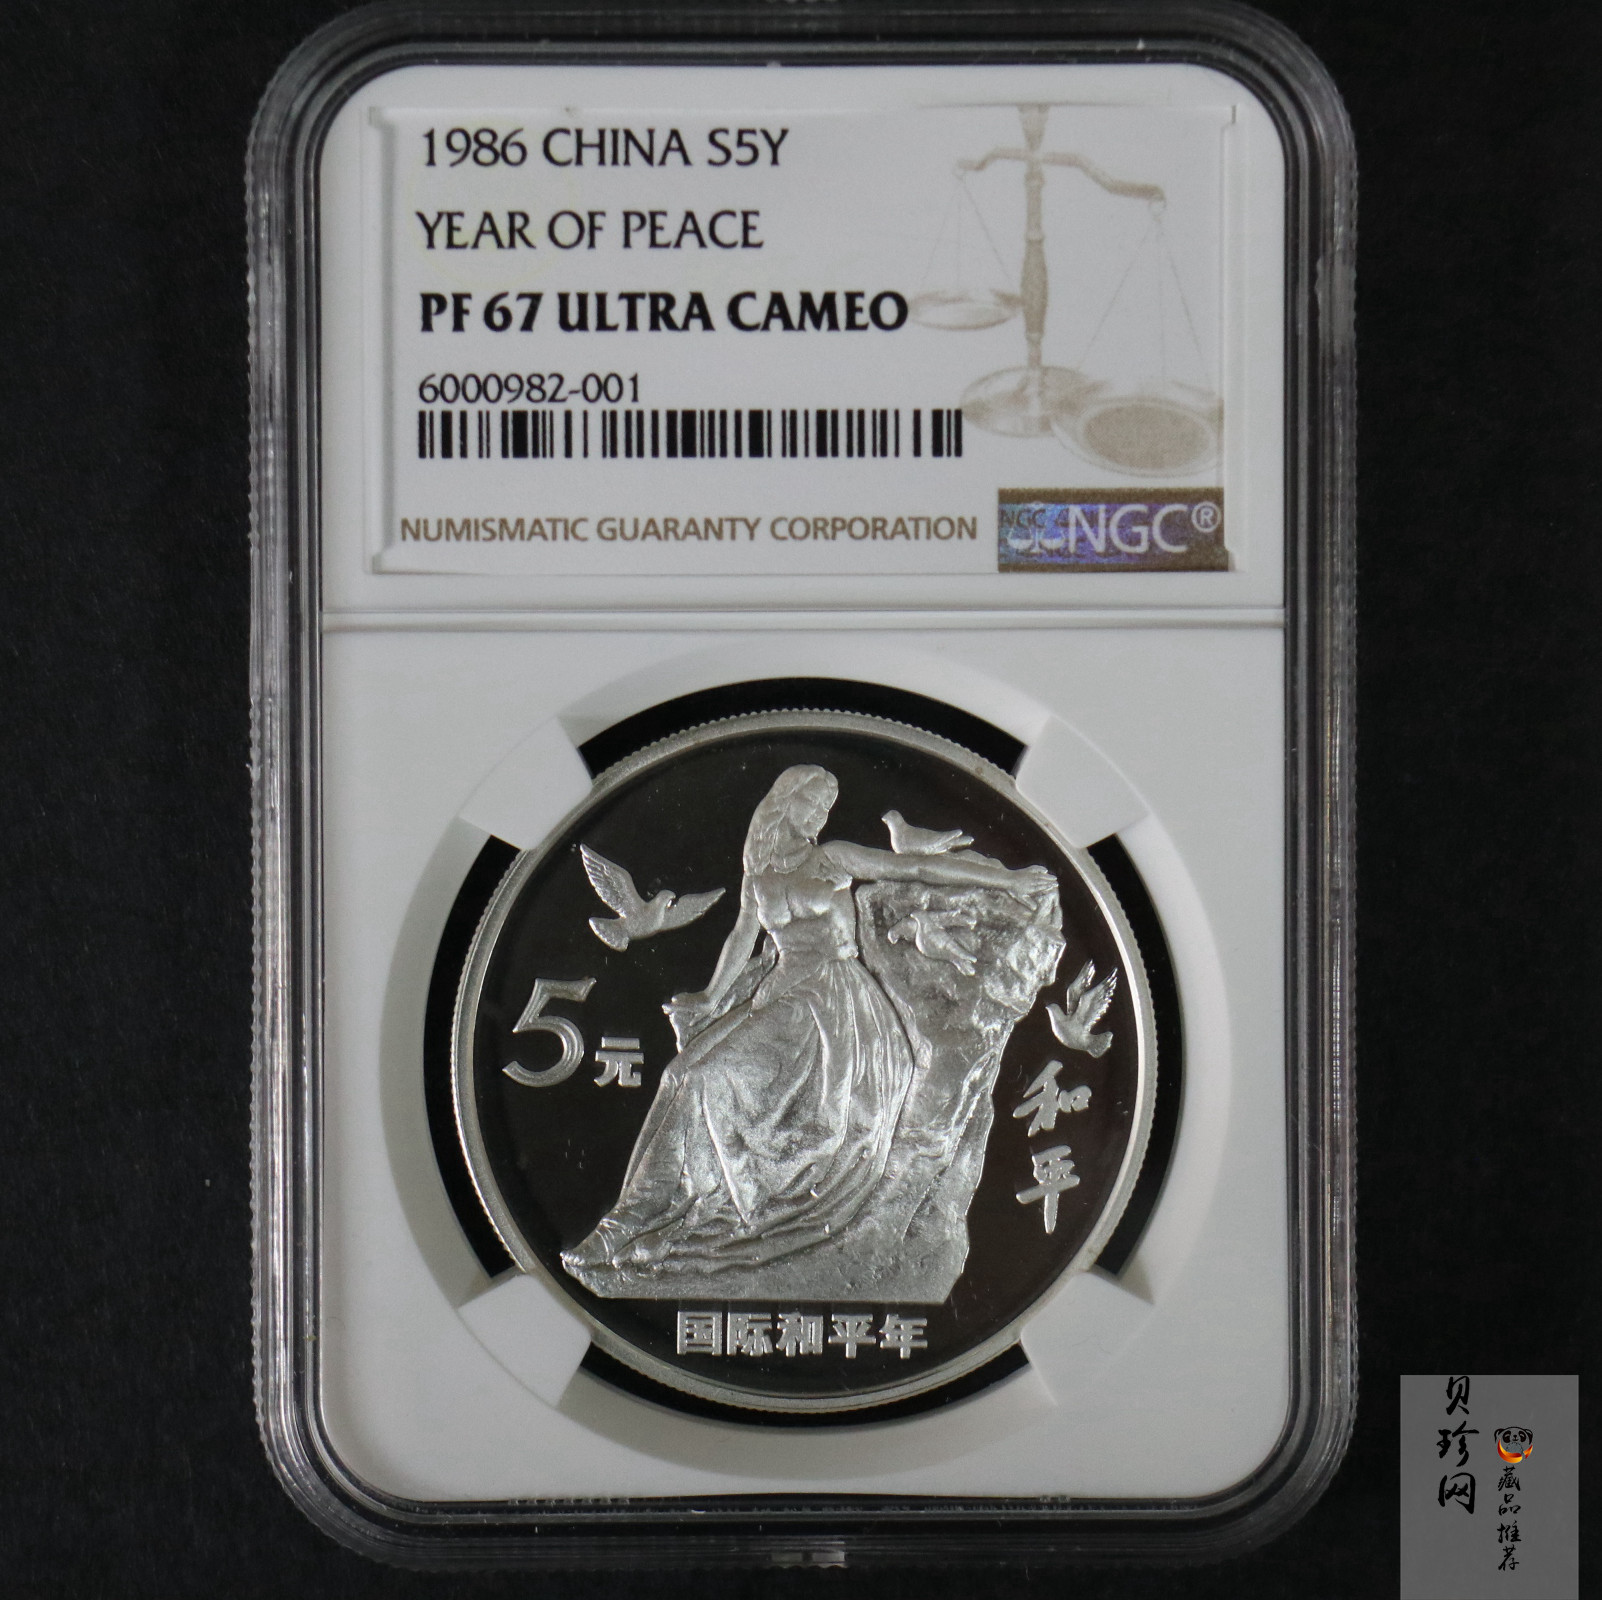 1986 CHINA S5Y
YEAR OF PEACE
PF 67 ULTRA CAMEO
6000982-001
NUMISMATIC GUARANTY CORPORATION
NGC NGC®
5元
和平
国际和平年
贝珍网
藏品推荐